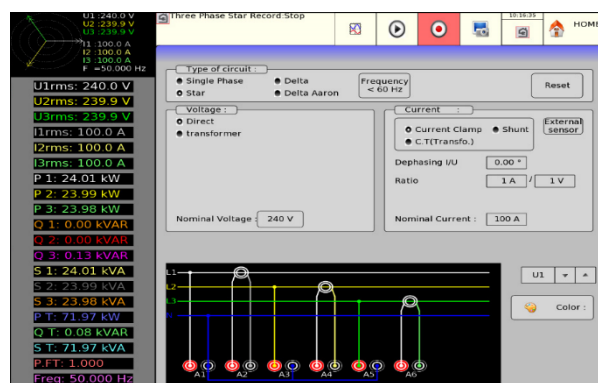 U1 :240.0 V
U2 :239.9 V
U3 :239.9 V
I1 :100.0 A
I2 :100.0 A
I3 :100.0 A
F =50.000 Hz
Three Phase Star Record:Stop
10:16:35
HOME
U1rms: 240.0 V
U2rms: 239.9 V
U3rms: 239.9 V
I1rms: 100.0 A
I2rms: 100.0 A
I3rms: 100.0 A
P 1: 24.01 kW
P 2: 23.99 kW
P 3: 23.98 kW
Q 1: 0.00 kVAR
Q 2: 0.00 kVAR
Q 3: 0.13 kVAR
S 1: 24.01 kVA
S 2: 23.99 kVA
S 3: 23.98 kVA
P T: 71.97 kW
Q T: 0.08 kVAR
S T: 71.97 kVA
P.FT: 1.000
Freq: 50.000 Hz
Type of circuit :
Single Phase
Delta
Star
Delta Aaron
Frequency
< 60 Hz
Reset
Voltage :
Direct
transformer
Nominal Voltage : 240 V
Current :
Current Clamp
Shunt
C.T(Transfo.)
External
sensor
Dephasing I/U 0.00 °
Ratio 1 A / 1 V
Nominal Current : 100 A
L1
L2
L3
N
A1 A2 A3 A4 A5 A6
U1
Color :